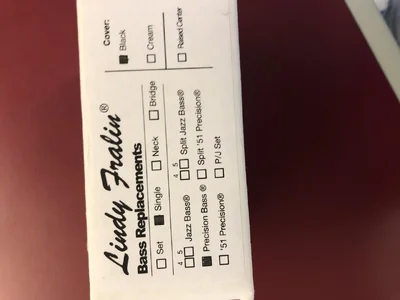 Lindy Fralin®
Bass Replacements
Set Single Neck Bridge
4 5 4 5
Jazz Bass® Split Jazz Bass®
Precision Bass® Split '51 Precision®
'51 Precision® P/J Set
Cover:
Black
Cream
Raised Center